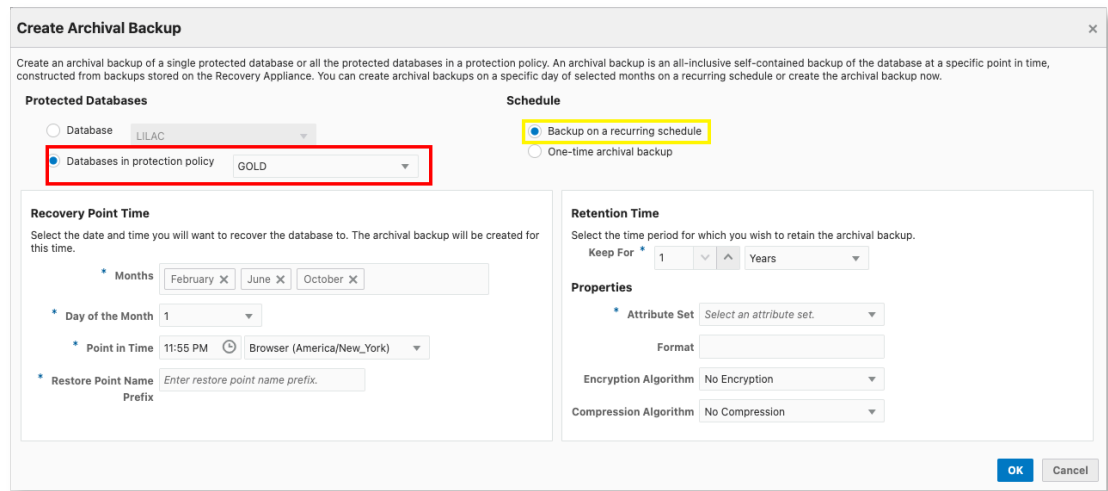 Create Archival Backup
×
Create an archival backup of a single protected database or all the protected databases in a protection policy. An archival backup is an all-inclusive self-contained backup of the database at a specific point in time,
constructed from backups stored on the Recovery Appliance. You can create archival backups on a specific day of selected months on a recurring schedule or create the archival backup now.
Protected Databases
Database LILAC
Databases in protection policy GOLD
Schedule
Backup on a recurring schedule
One-time archival backup
Recovery Point Time
Select the date and time you will want to recover the database to. The archival backup will be created for
this time.
* Months February × June × October ×
* Day of the Month 1
* Point in Time 11:55 PM Browser (America/New_York)
* Restore Point Name Enter restore point name prefix.
Prefix
Retention Time
Select the time period for which you wish to retain the archival backup.
Keep For * 1 Years
Properties
* Attribute Set Select an attribute set.
Format
Encryption Algorithm No Encryption
Compression Algorithm No Compression
OK Cancel